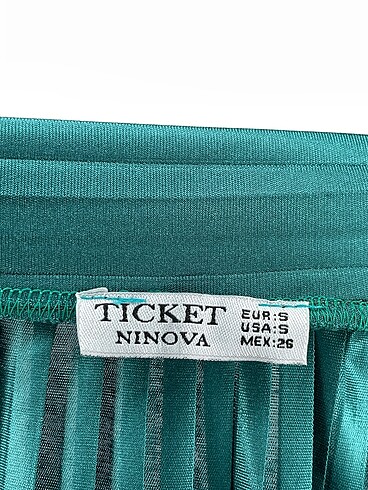 TICKET
NINOVA
EUR:S
USA:S
MEX:26